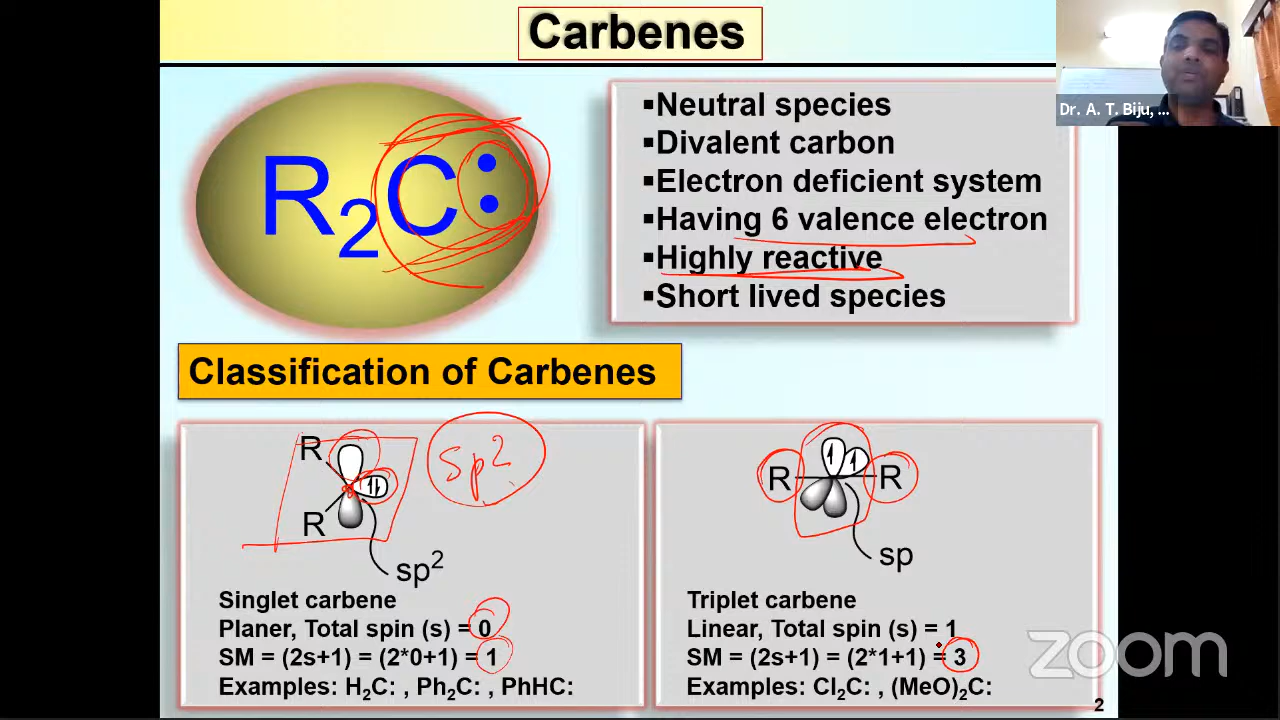 Carbenes
Dr. A. T. Biju, ...
R₂C:
▪Neutral species
▪Divalent carbon
▪Electron deficient system
▪Having 6 valence electron
▪Highly reactive
▪Short lived species
Classification of Carbenes
R
R
sp²
sp²
Singlet carbene
Planer, Total spin (s) = 0
SM = (2s+1) = (2*0+1) = 1
Examples: H₂C: , Ph₂C: , PhHC:
R
R
sp
Triplet carbene
Linear, Total spin (s) = 1
SM = (2s+1) = (2*1+1) = 3
Examples: Cl₂C: , (MeO)₂C:
zoom
2